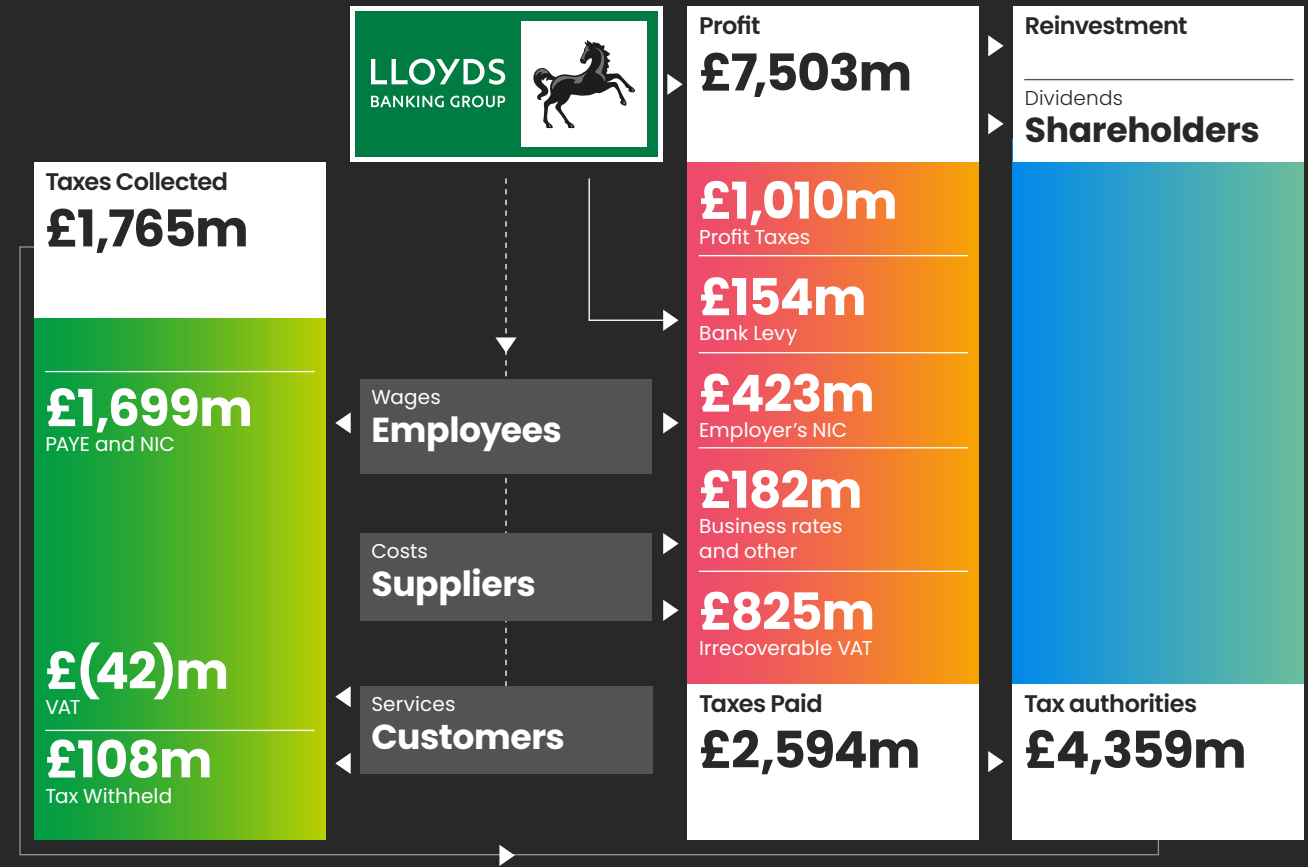 LLOYDS
BANKING GROUP
Profit
£7,503m
Reinvestment
Dividends
Shareholders
Taxes Collected
£1,765m
£1,699m
PAYE and NIC
£(42)m
VAT
£108m
Tax Withheld
Wages
Employees
Costs
Suppliers
Services
Customers
£1,010m
Profit Taxes
£154m
Bank Levy
£423m
Employer’s NIC
£182m
Business rates
and other
£825m
Irrecoverable VAT
Taxes Paid
£2,594m
Tax authorities
£4,359m